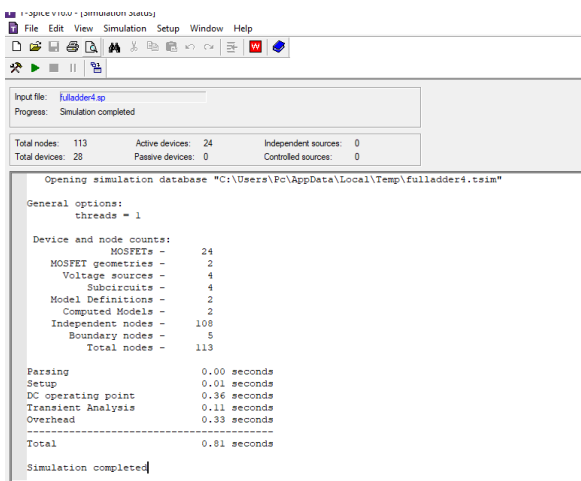 T-Spice v16.0 - [Simulation Status]
File Edit View Simulation Setup Window Help
Input file: fulladder4.sp
Progress: Simulation completed
Total nodes: 113 Active devices: 24 Independent sources: 0
Total devices: 28 Passive devices: 0 Controlled sources: 0
Opening simulation database "C:\Users\Pc\AppData\Local\Temp\fulladder4.tsim"
General options:
threads = 1
Device and node counts:
MOSFETs - 24
MOSFET geometries - 2
Voltage sources - 4
Subcircuits - 4
Model Definitions - 2
Computed Models - 2
Independent nodes - 108
Boundary nodes - 5
Total nodes - 113
Parsing 0.00 seconds
Setup 0.01 seconds
DC operating point 0.36 seconds
Transient Analysis 0.11 seconds
Overhead 0.33 seconds
-----------------------------------------
Total 0.81 seconds
Simulation completed